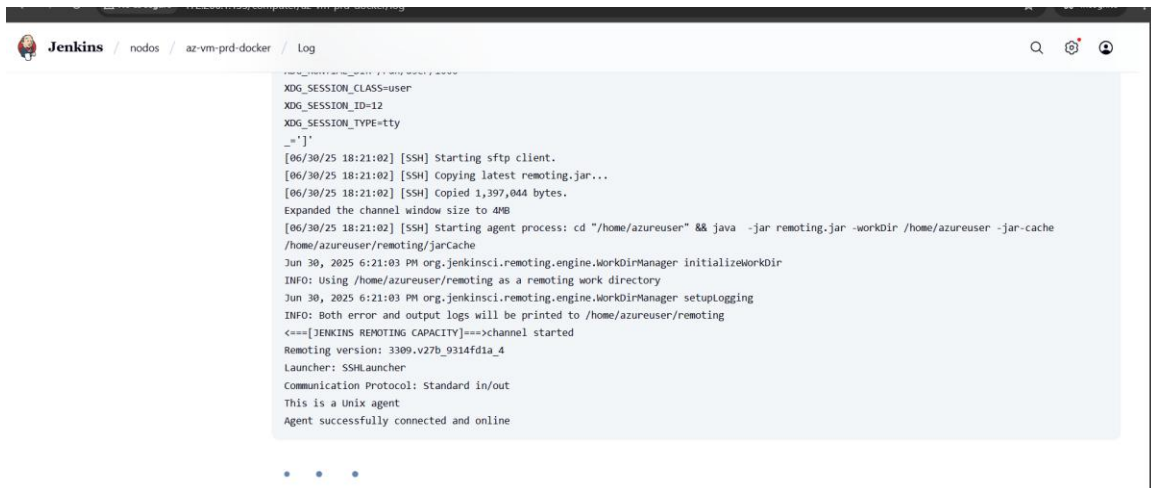 Jenkins / nodos / az-vm-prd-docker / Log
XDG_SESSION_CLASS=user
XDG_SESSION_ID=12
XDG_SESSION_TYPE=tty
_=']'
[06/30/25 18:21:02] [SSH] Starting sftp client.
[06/30/25 18:21:02] [SSH] Copying latest remoting.jar...
[06/30/25 18:21:02] [SSH] Copied 1,397,044 bytes.
Expanded the channel window size to 4MB
[06/30/25 18:21:02] [SSH] Starting agent process: cd "/home/azureuser" && java  -jar remoting.jar -workDir /home/azureuser -jar-cache
/home/azureuser/remoting/jarCache
Jun 30, 2025 6:21:03 PM org.jenkinsci.remoting.engine.WorkDirManager initializeWorkDir
INFO: Using /home/azureuser/remoting as a remoting work directory
Jun 30, 2025 6:21:03 PM org.jenkinsci.remoting.engine.WorkDirManager setupLogging
INFO: Both error and output logs will be printed to /home/azureuser/remoting
<===[JENKINS REMOTING CAPACITY]===>channel started
Remoting version: 3309.v27b_9314fd1a_4
Launcher: SSHLauncher
Communication Protocol: Standard in/out
This is a Unix agent
Agent successfully connected and online